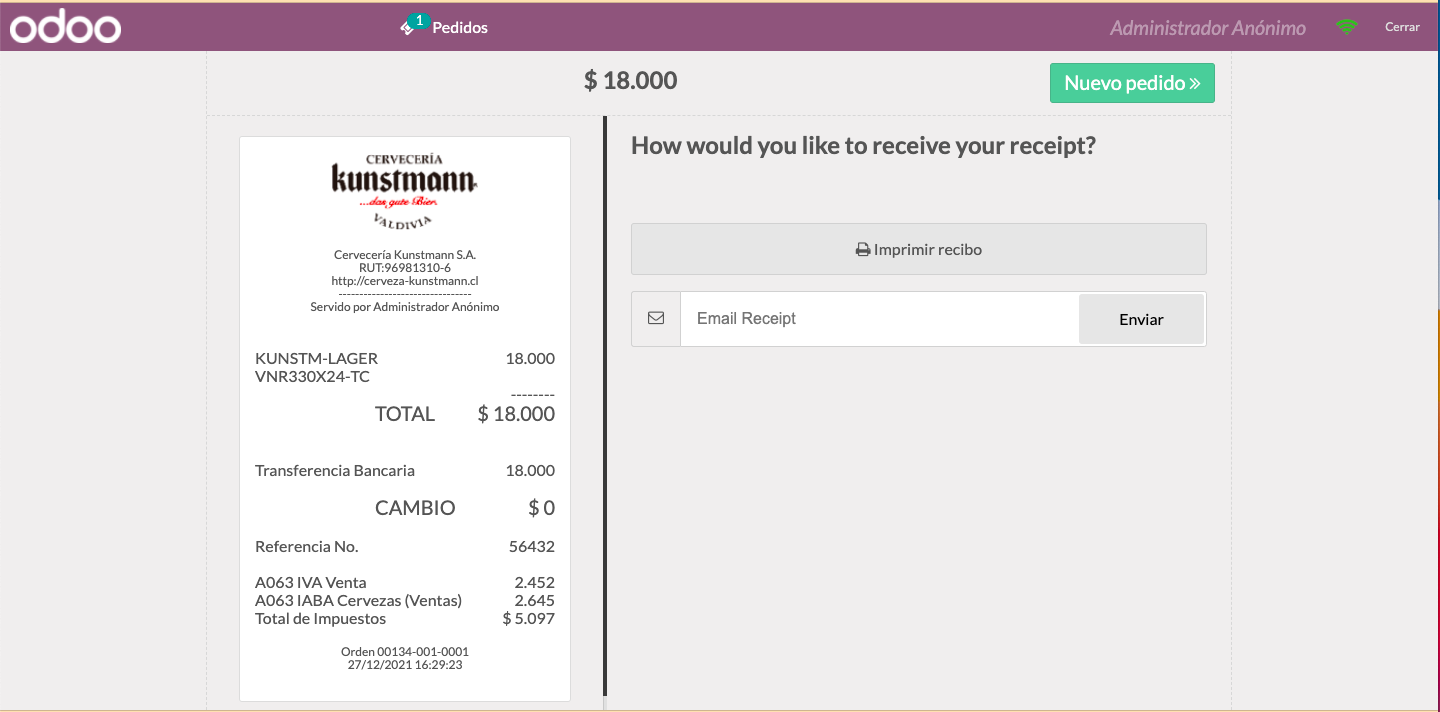 odoo
1
Pedidos
Administrador Anónimo
Cerrar
$ 18.000
Nuevo pedido »
CERVECERÍA
kunstmann
...das gute Bier.
VALDIVIA
Cervecería Kunstmann S.A.
RUT:96981310-6
http://cerveza-kunstmann.cl
--------------------------------
Servido por Administrador Anónimo
KUNSTM-LAGER 18.000
VNR330X24-TC
--------
TOTAL $ 18.000
Transferencia Bancaria 18.000
CAMBIO $ 0
Referencia No. 56432
A063 IVA Venta 2.452
A063 IABA Cervezas (Ventas) 2.645
Total de Impuestos $ 5.097
Orden 00134-001-0001
27/12/2021 16:29:23
How would you like to receive your receipt?
Imprimir recibo
Email Receipt
Enviar